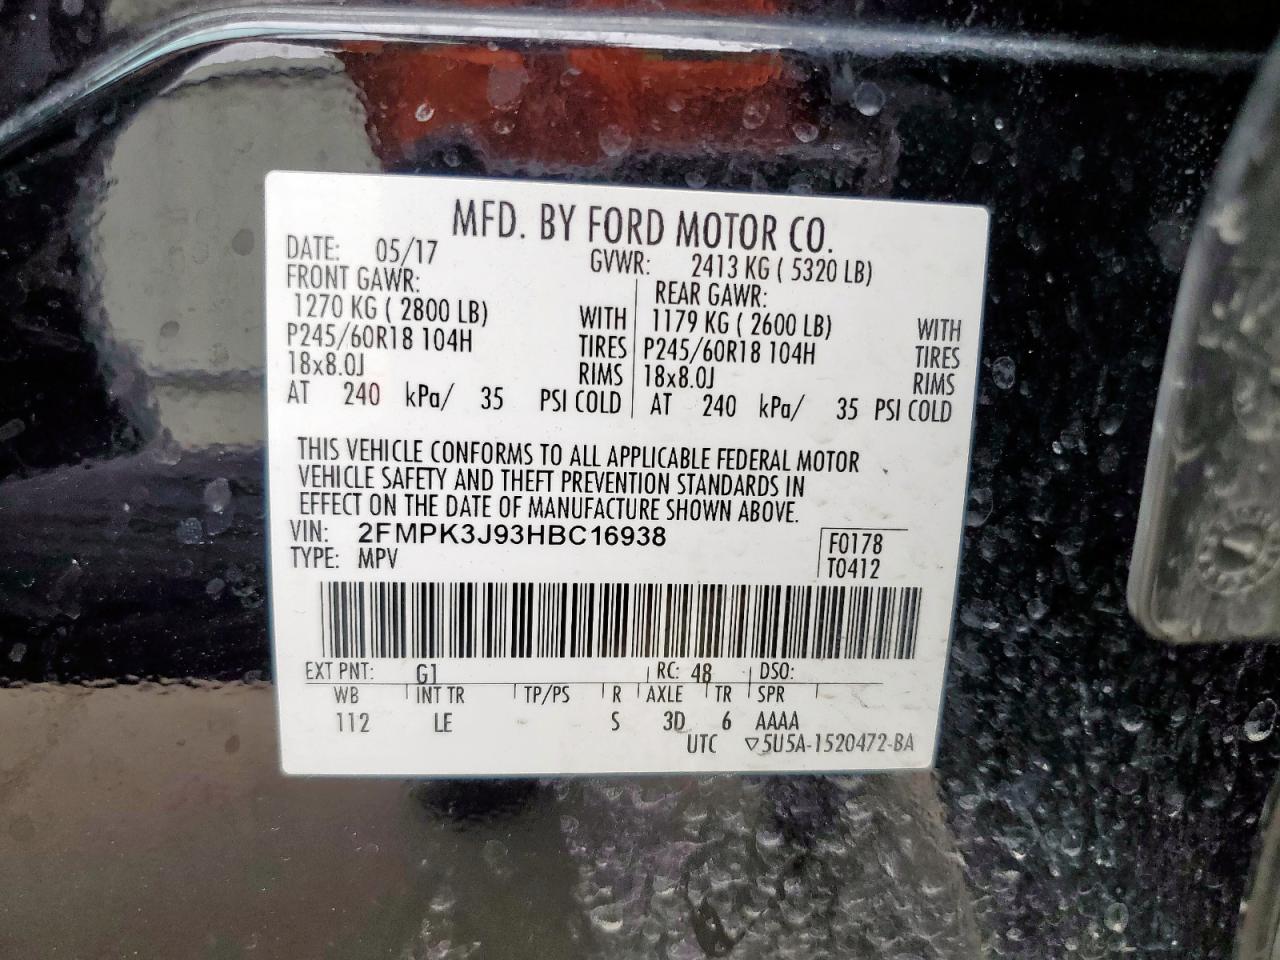 MFD. BY FORD MOTOR CO.
DATE: 05/17 GVWR: 2413 KG ( 5320 LB)
FRONT GAWR: REAR GAWR:
1270 KG ( 2800 LB) WITH 1179 KG ( 2600 LB) WITH
P245/60R18 104H TIRES P245/60R18 104H TIRES
18x8.0J RIMS 18x8.0J RIMS
AT 240 kPa/ 35 PSI COLD AT 240 kPa/ 35 PSI COLD
THIS VEHICLE CONFORMS TO ALL APPLICABLE FEDERAL MOTOR
VEHICLE SAFETY AND THEFT PREVENTION STANDARDS IN
EFFECT ON THE DATE OF MANUFACTURE SHOWN ABOVE.
VIN: 2FMPK3J93HBC16938 F0178
TYPE: MPV T0412
EXT PNT: G1 RC: 48 DSO:
WB INT TR TP/PS R AXLE TR SPR
112 LE S 3D 6 AAAA
UTC ▽5U5A-1520472-BA